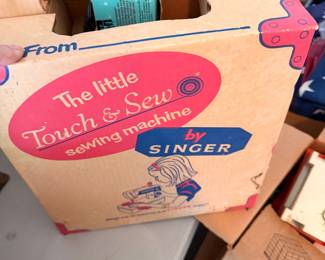 From
The little
Touch & Sew
sewing machine
by
SINGER